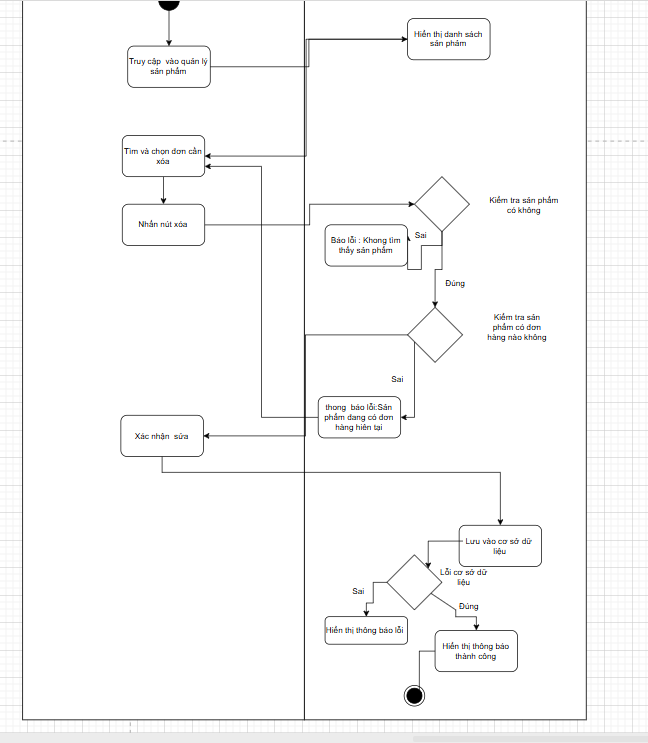 Hiển thị danh sách
sản phẩm
Truy cập vào quản lý
sản phẩm
Tìm và chọn đơn cần
xóa
Nhấn nút xóa
Kiểm tra sản phẩm
có không
Sai
Báo lỗi : Khong tìm
thấy sản phẩm
Đúng
Kiểm tra sản
phẩm có đơn
hàng nào không
Sai
thong báo lỗi:Sản
phẩm đang có đơn
hàng hiện tại
Xác nhận sửa
Lưu vào cơ sở dữ
liệu
Lỗi cơ sở dữ
liệu
Sai
Đúng
Hiển thị thông báo lỗi
Hiển thị thông báo
thành công